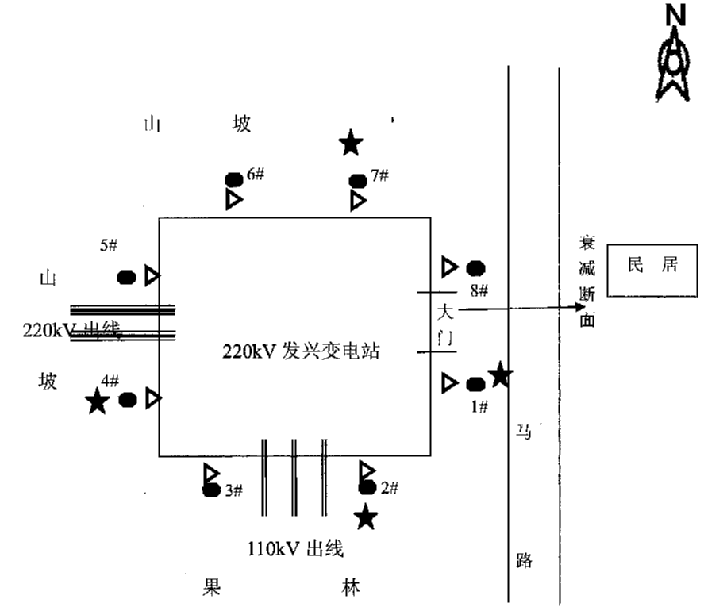 N
山 坡
6#
7#
5#
山
220kV 出线
坡
4#
8#
大门
衰减断面
民 居
220kV 发兴变电站
1#
马
路
3#
2#
110kV 出线
果 林